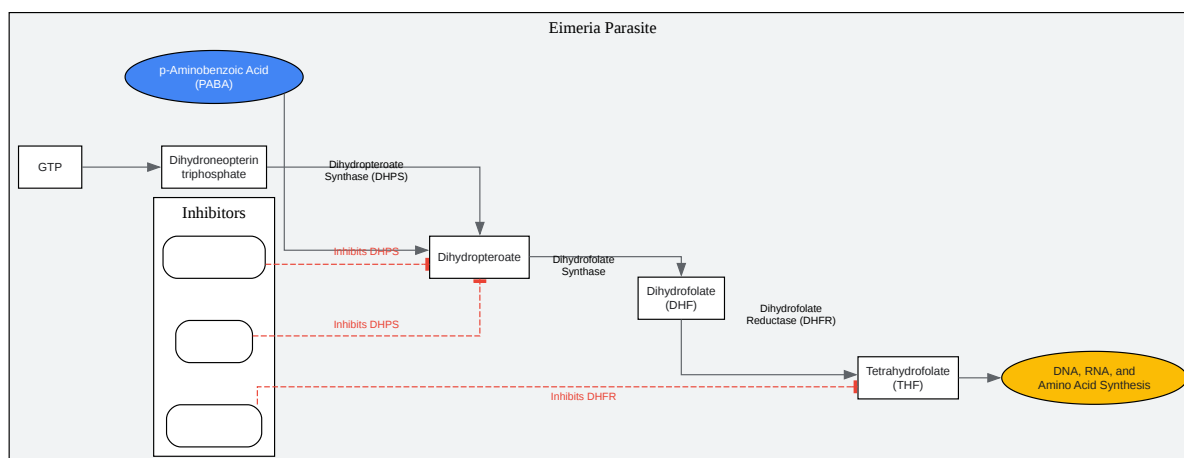 Eimeria Parasite
p-Aminobenzoic Acid
(PABA)
GTP
Dihydroneopterin
triphosphate
Dihydropteroate
Synthase (DHPS)
Inhibitors
Inhibits DHPS
Dihydropteroate
Dihydrofolate
Synthase
Dihydrofolate
(DHF)
Dihydrofolate
Reductase (DHFR)
Inhibits DHPS
Tetrahydrofolate
(THF)
DNA, RNA, and
Amino Acid Synthesis
Inhibits DHFR